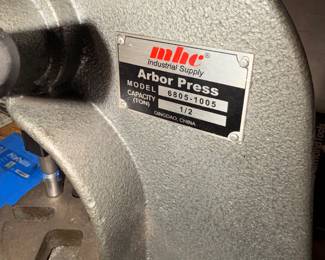 mhc®
Industrial Supply
Arbor Press
MODEL 6805-1005
CAPACITY (TON) 1/2
QINGDAO, CHINA